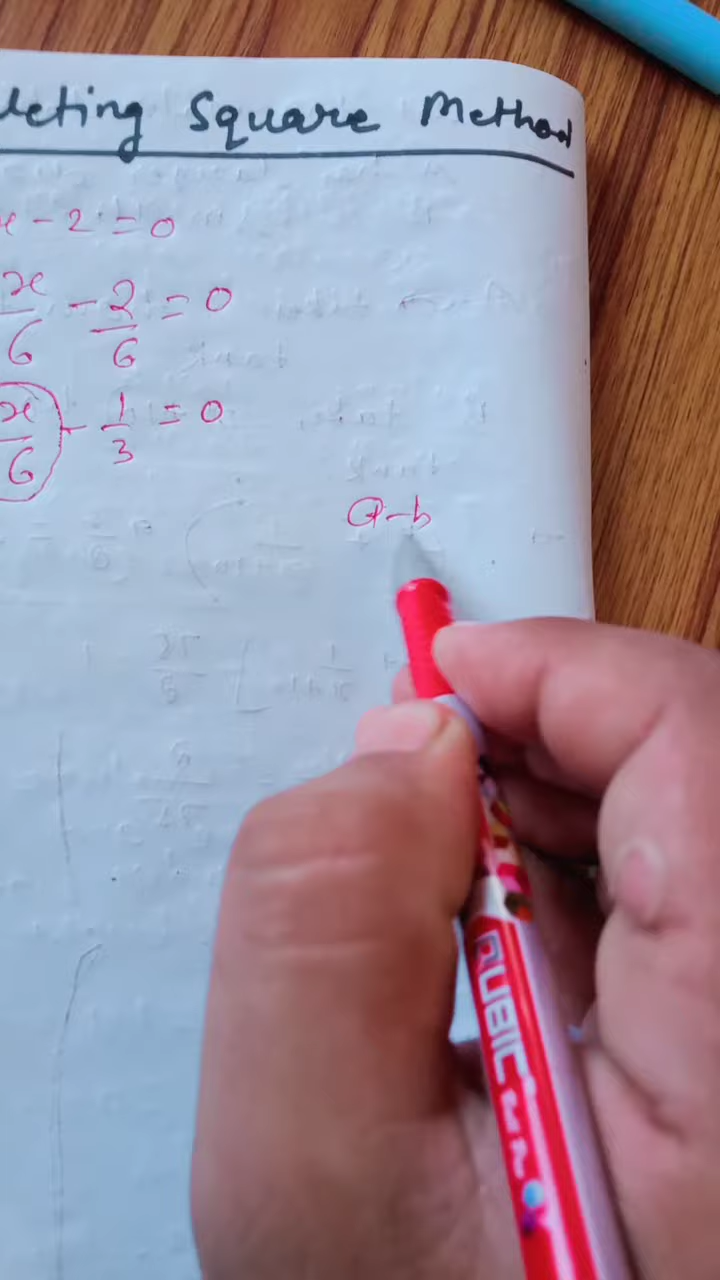 leting Square Method
x - 2 = 0
x/6 - 2/6 = 0
x/6 - 1/3 = 0
a-b
RUBIC